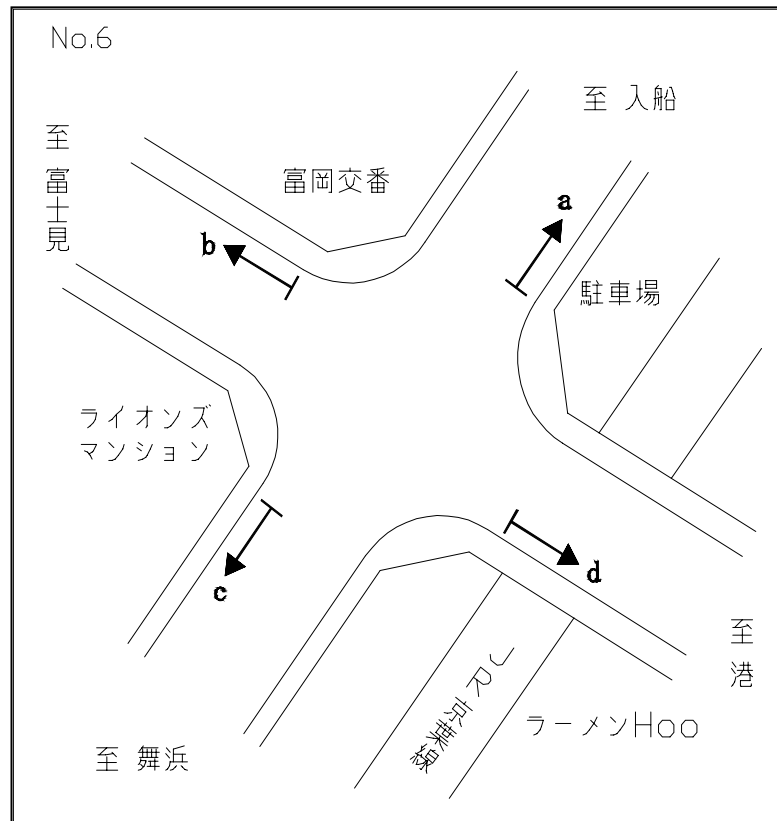 No.6
至 入船
至 富士見
富岡交番
a
b
駐車場
ライオンズ
マンション
c
d
至 港
JR京葉線
ラーメンHoo
至 舞浜